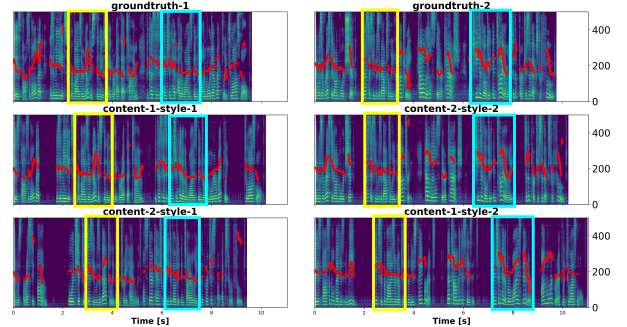 groundtruth-1
groundtruth-2
400
200
0
content-1-style-1
content-2-style-2
400
200
0
content-2-style-1
content-1-style-2
400
200
0
0 2 4 6 8 10
0 2 4 6 8 10
Time [s]
Time [s]